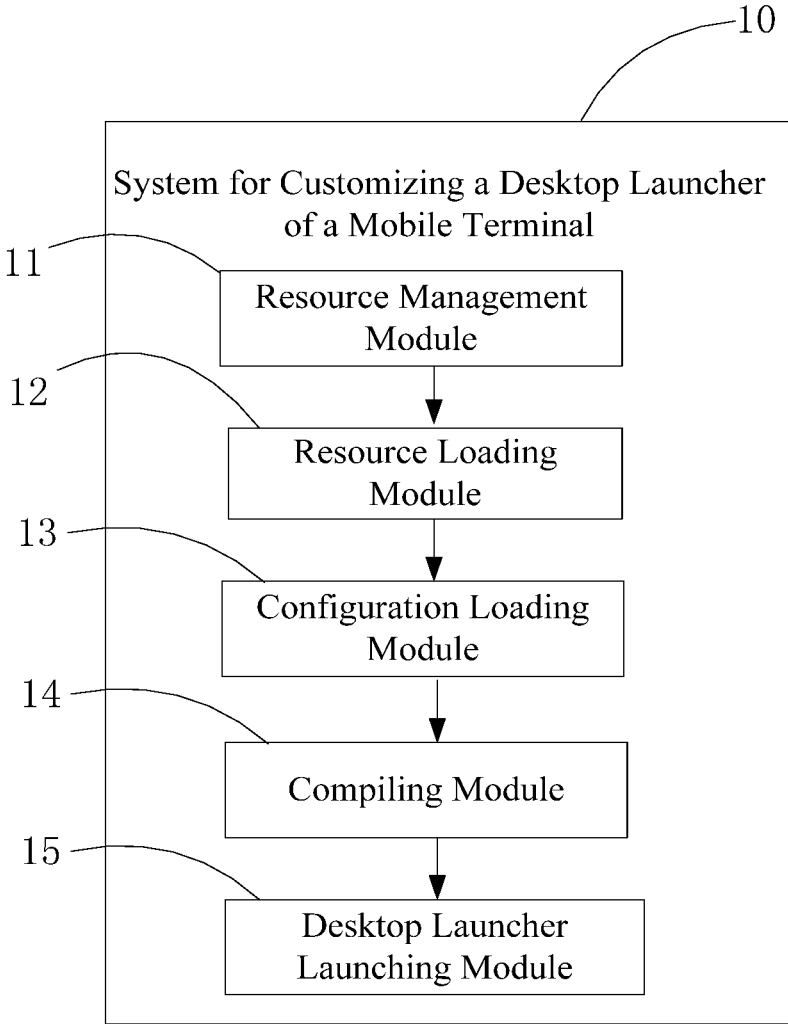 10
System for Customizing a Desktop Launcher
of a Mobile Terminal
11
Resource Management
Module
12
Resource Loading
Module
13
Configuration Loading
Module
14
Compiling Module
15
Desktop Launcher
Launching Module